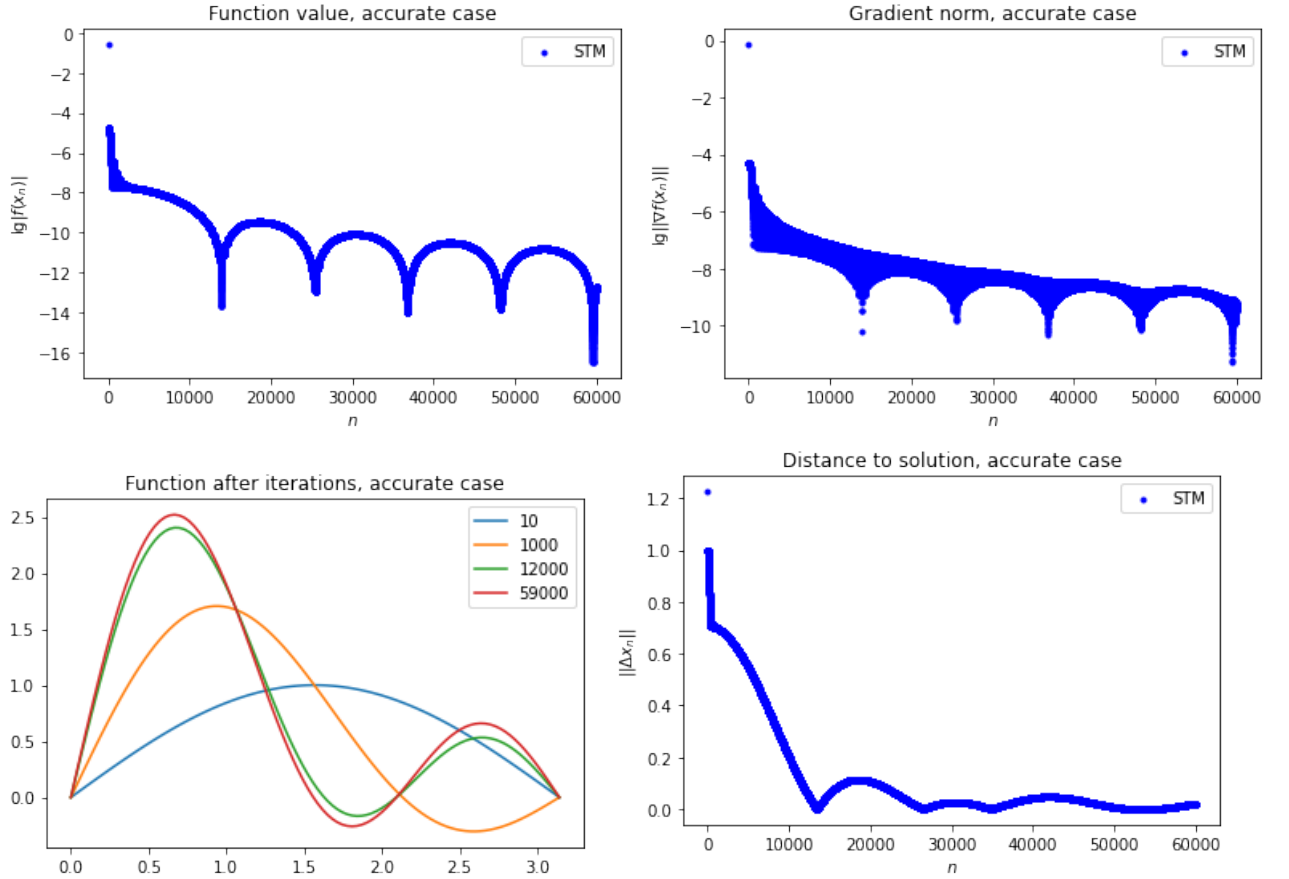 Function value, accurate case
0
−2
−4
−6
−8
−10
−12
−14
−16
lg|f(xₙ)|
STM
0 10000 20000 30000 40000 50000 60000
n
Gradient norm, accurate case
0
−2
−4
−6
−8
−10
lg||∇f(xₙ)||
STM
0 10000 20000 30000 40000 50000 60000
n
Function after iterations, accurate case
2.5
2.0
1.5
1.0
0.5
0.0
10
1000
12000
59000
0.0 0.5 1.0 1.5 2.0 2.5 3.0
Distance to solution, accurate case
1.2
1.0
0.8
0.6
0.4
0.2
0.0
||Δxₙ||
STM
0 10000 20000 30000 40000 50000 60000
n